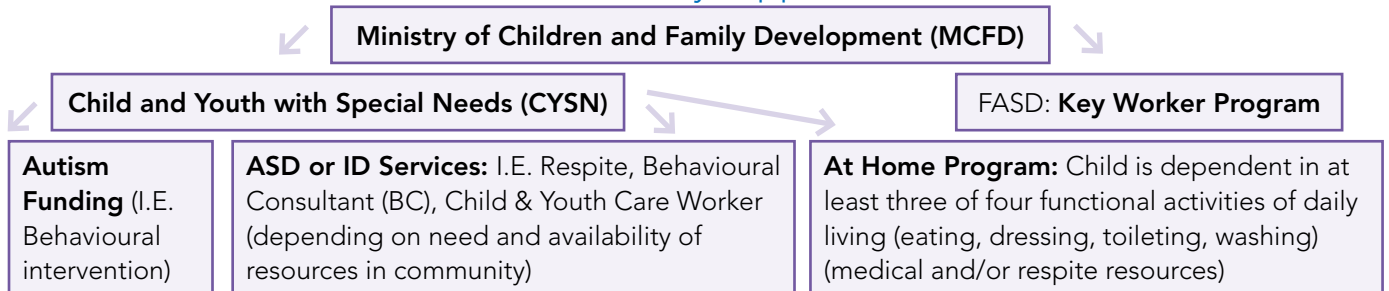 Ministry of Children and Family Development (MCFD)
Child and Youth with Special Needs (CYSN)
FASD: Key Worker Program
Autism
Funding (I.E.
Behavioural
intervention)
ASD or ID Services: I.E. Respite, Behavioural
Consultant (BC), Child & Youth Care Worker
(depending on need and availability of
resources in community)
At Home Program: Child is dependent in at
least three of four functional activities of daily
living (eating, dressing, toileting, washing)
(medical and/or respite resources)